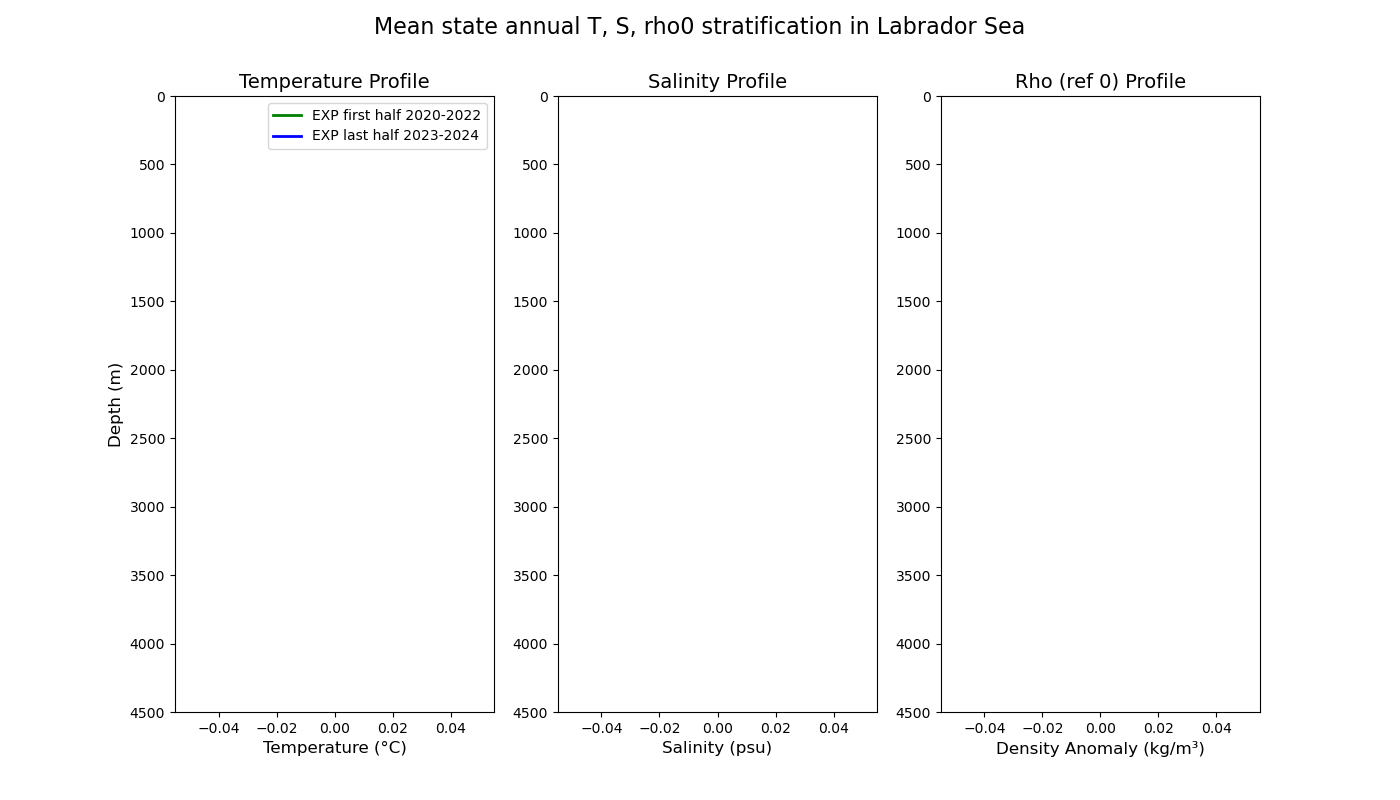 Mean state annual T, S, rho0 stratification in Labrador Sea
Temperature Profile
EXP first half 2020-2022
EXP last half 2023-2024
0
500
1000
1500
2000
2500
3000
3500
4000
4500
Depth (m)
−0.04 −0.02 0.00 0.02 0.04
Temperature (°C)
Salinity Profile
0
500
1000
1500
2000
2500
3000
3500
4000
4500
−0.04 −0.02 0.00 0.02 0.04
Salinity (psu)
Rho (ref 0) Profile
0
500
1000
1500
2000
2500
3000
3500
4000
4500
−0.04 −0.02 0.00 0.02 0.04
Density Anomaly (kg/m³)